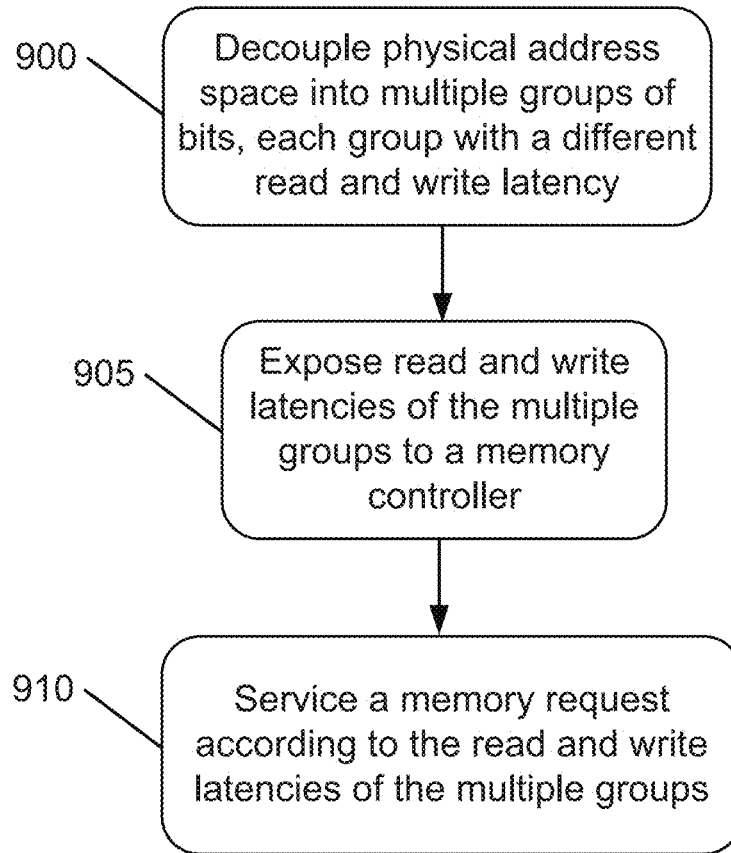 900
Decouple physical address
space into multiple groups of
bits, each group with a different
read and write latency
905
Expose read and write
latencies of the multiple
groups to a memory
controller
910
Service a memory request
according to the read and write
latencies of the multiple groups